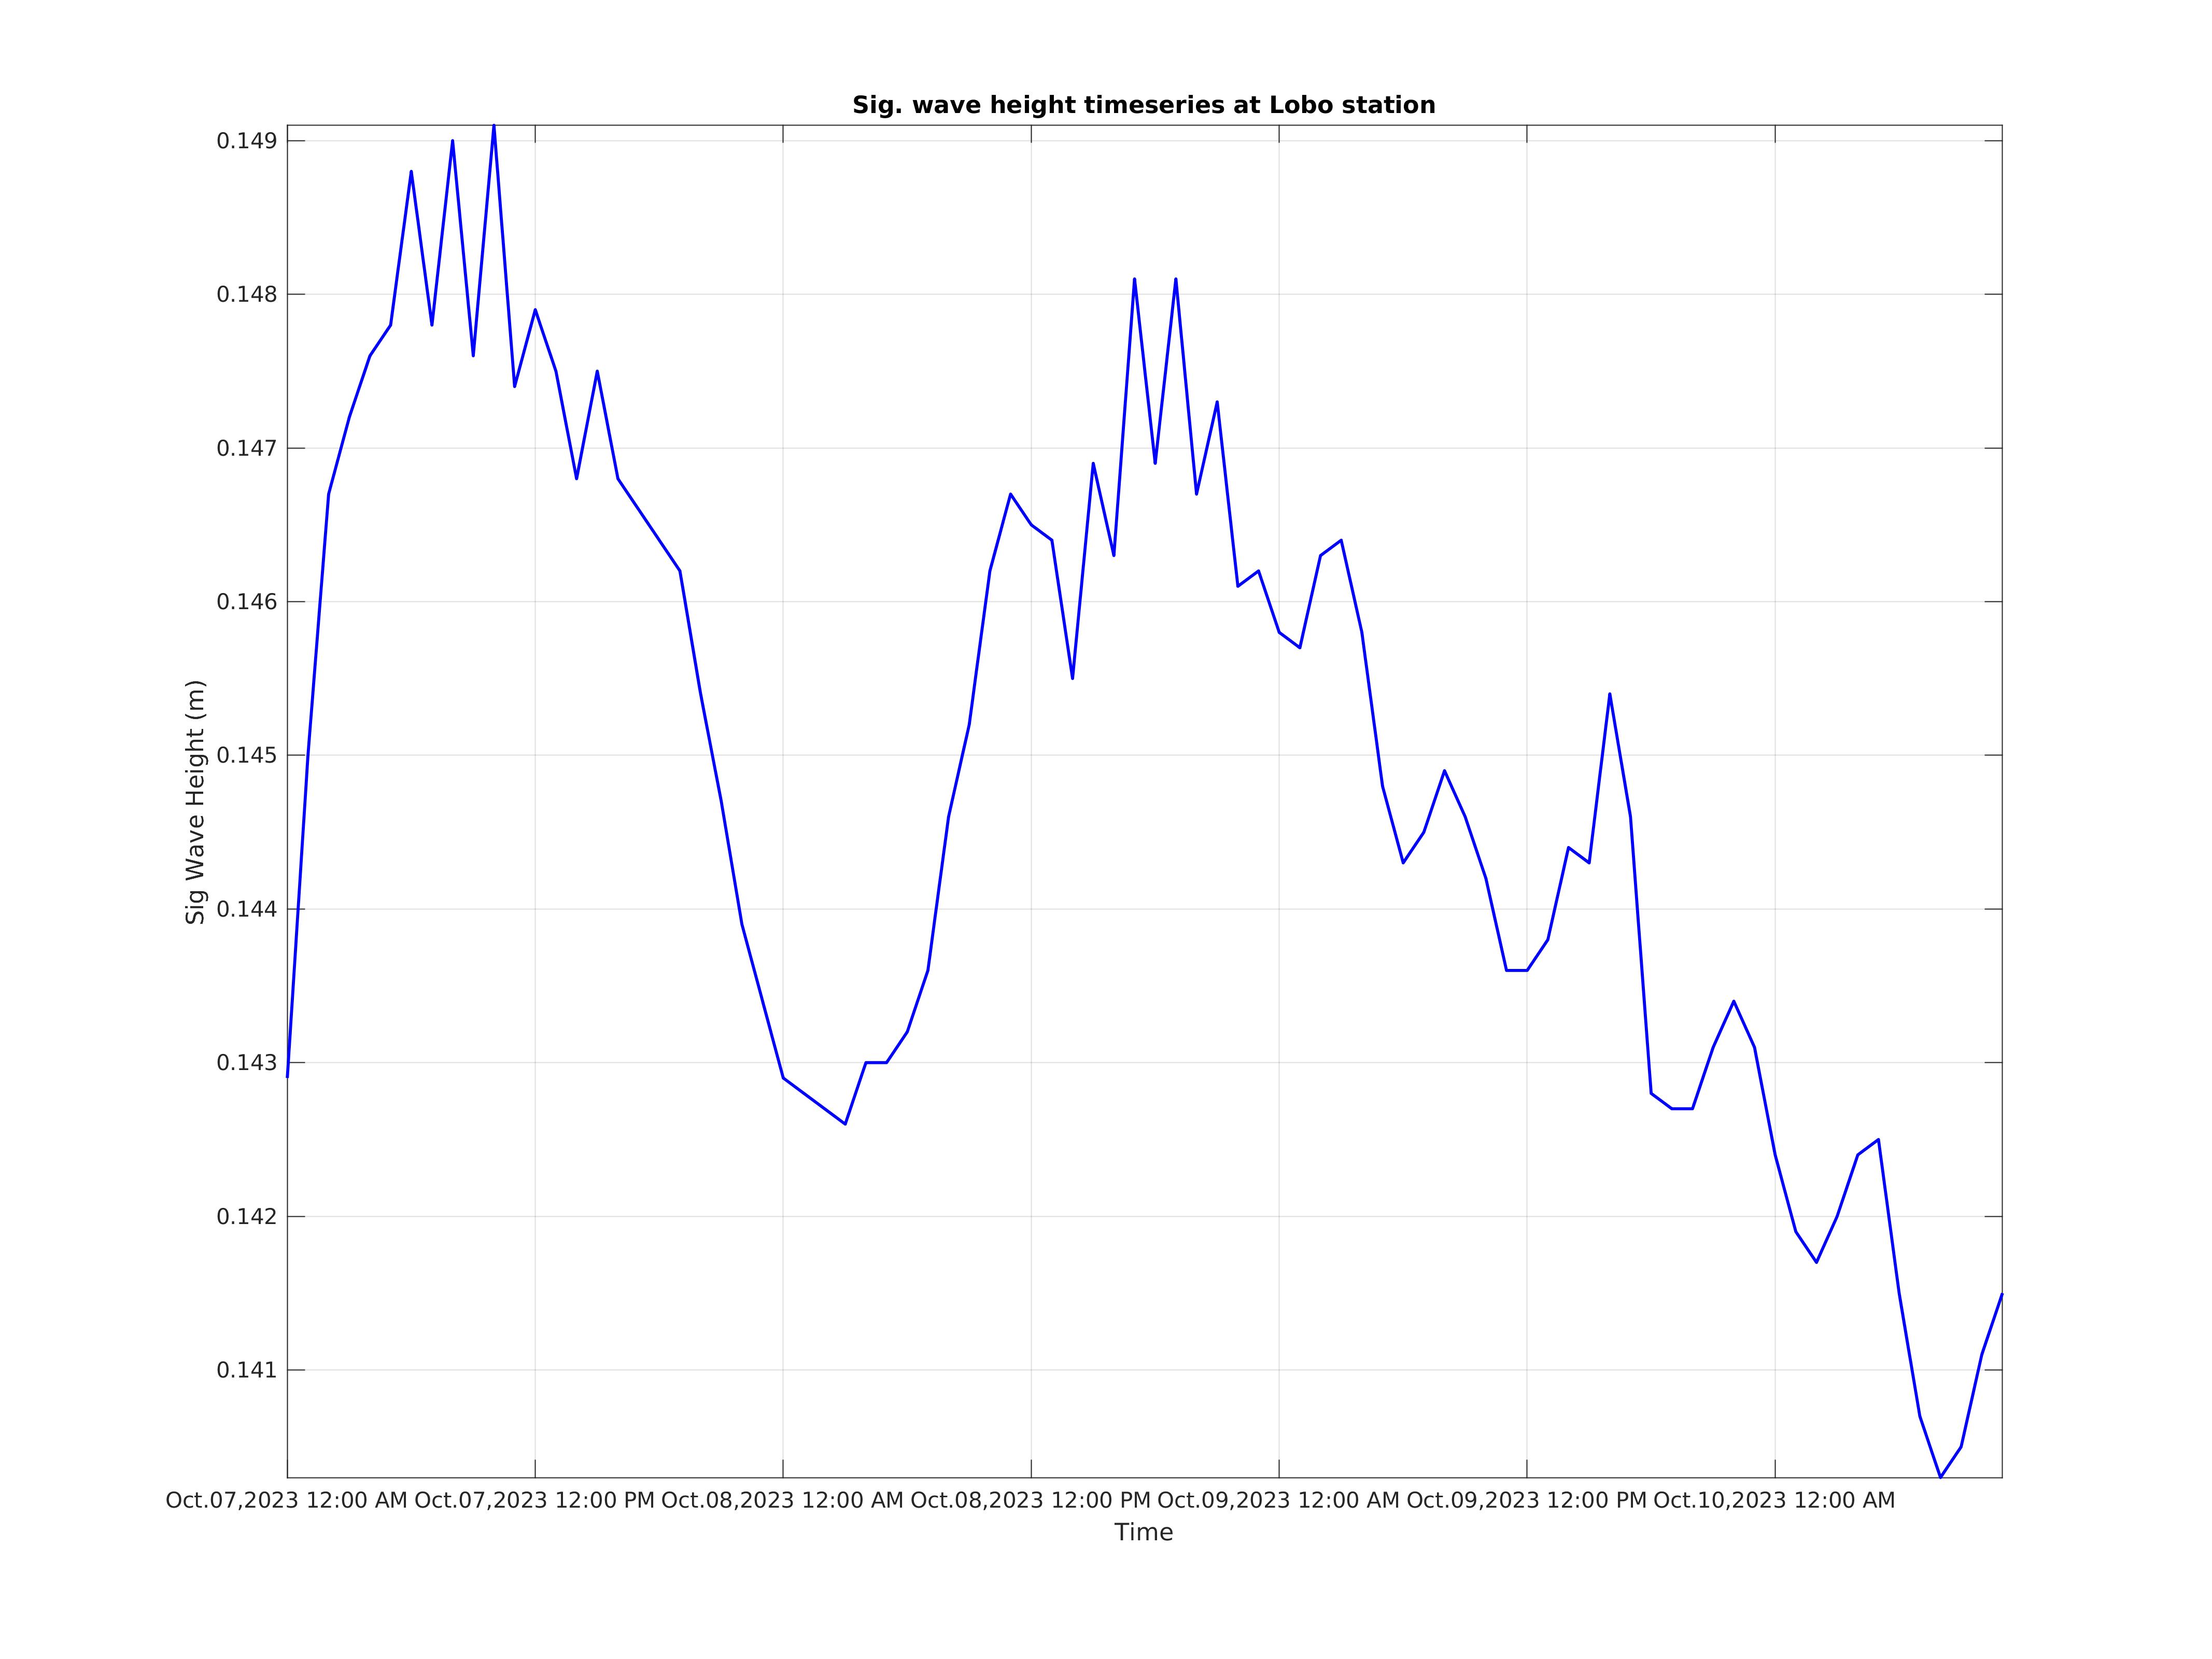 Sig. wave height timeseries at Lobo station
Sig Wave Height (m)
0.149
0.148
0.147
0.146
0.145
0.144
0.143
0.142
0.141
Oct.07,2023 12:00 AM Oct.07,2023 12:00 PM Oct.08,2023 12:00 AM Oct.08,2023 12:00 PM Oct.09,2023 12:00 AM Oct.09,2023 12:00 PM Oct.10,2023 12:00 AM
Time